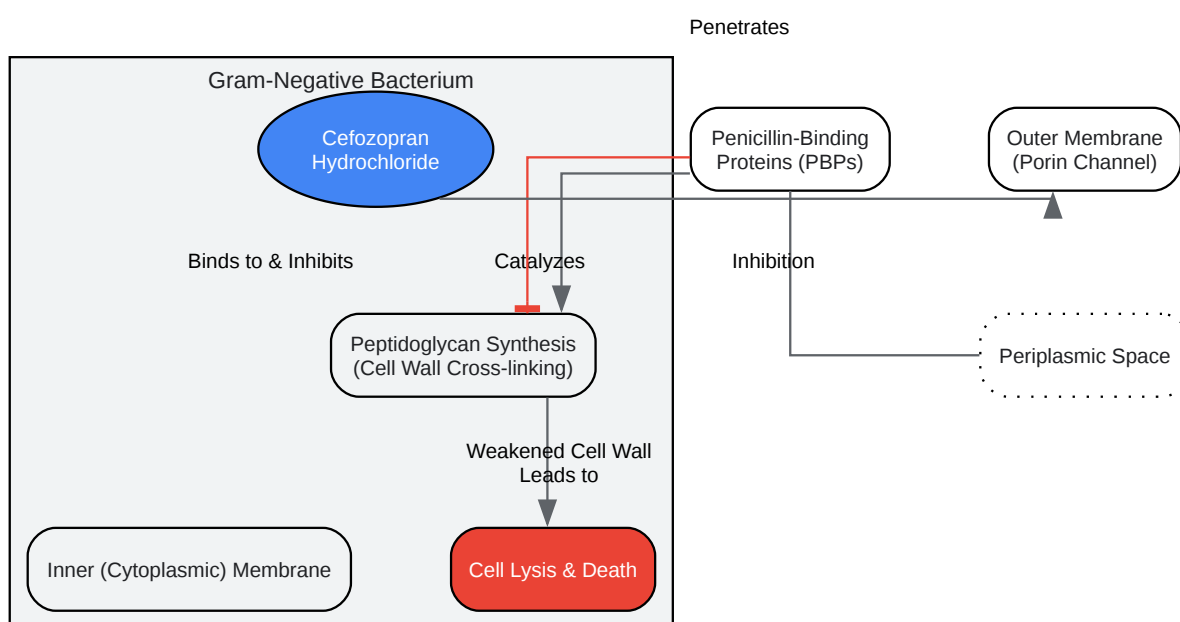 Penetrates
Gram-Negative Bacterium
Cefozopran
Hydrochloride
Penicillin-Binding
Proteins (PBPs)
Outer Membrane
(Porin Channel)
Binds to & Inhibits
Catalyzes
Inhibition
Peptidoglycan Synthesis
(Cell Wall Cross-linking)
Periplasmic Space
Weakened Cell Wall
Leads to
Inner (Cytoplasmic) Membrane
Cell Lysis & Death